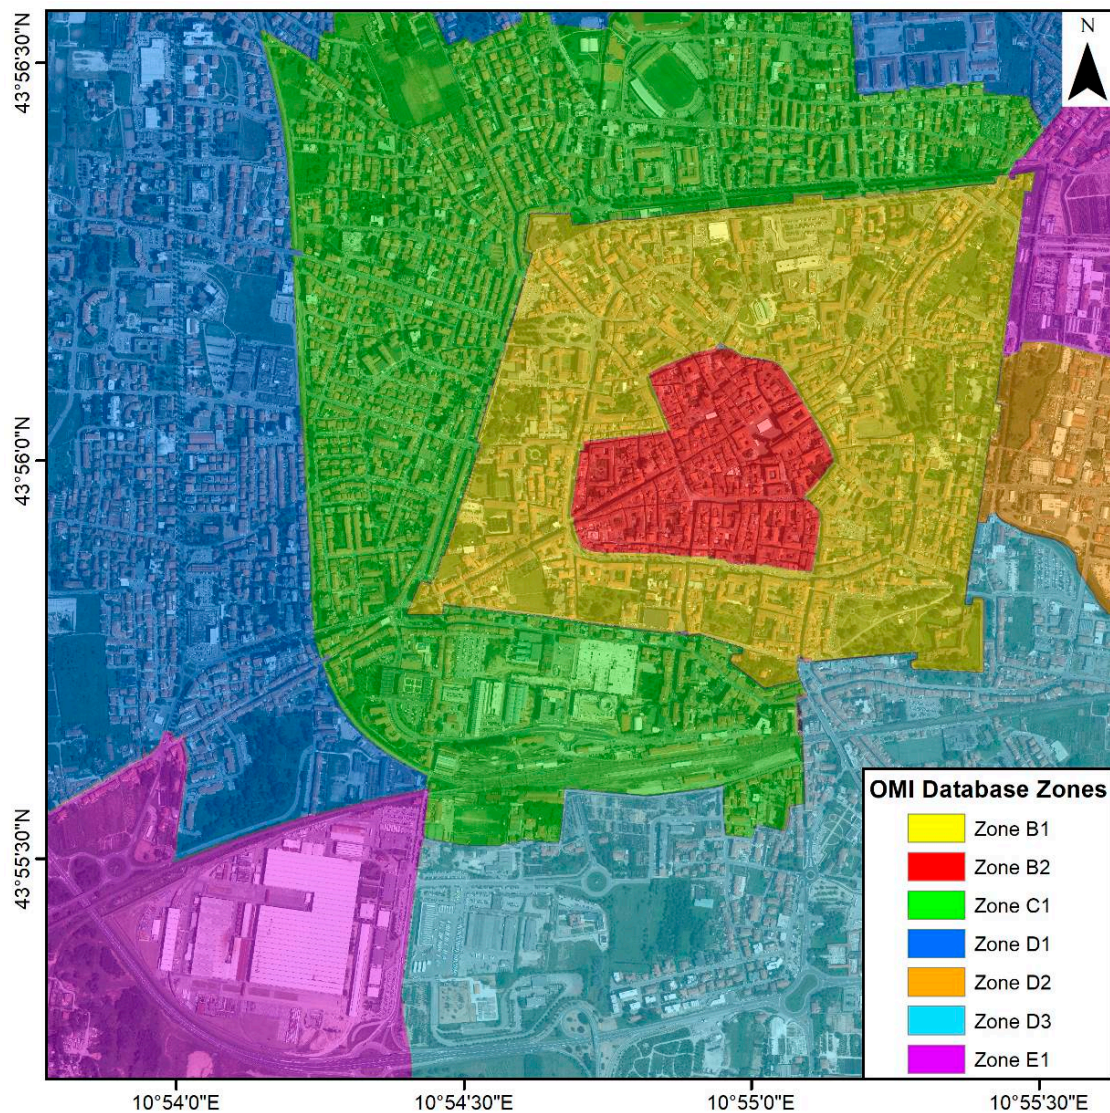 N
43°56'30"N
43°56'0"N
43°55'30"N
OMI Database Zones
Zone B1
Zone B2
Zone C1
Zone D1
Zone D2
Zone D3
Zone E1
10°54'0"E
10°54'30"E
10°55'0"E
10°55'30"E